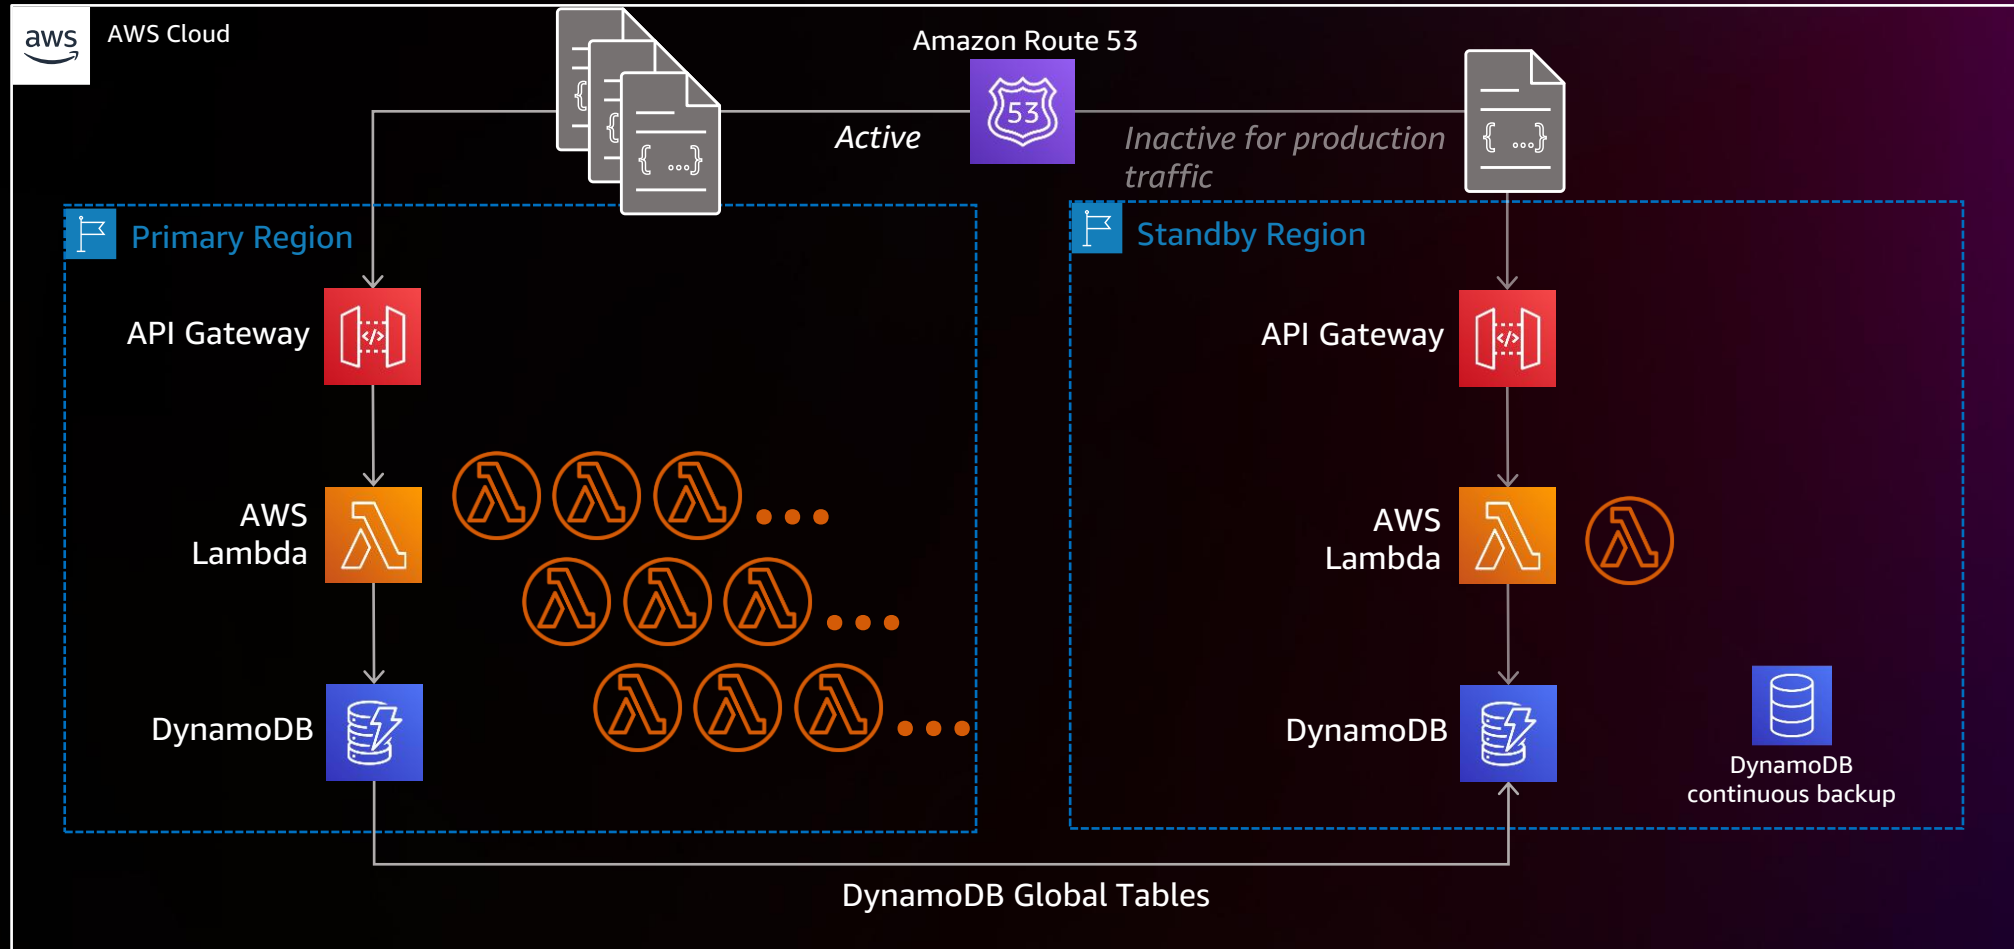 aws
AWS Cloud
Amazon Route 53
53
{
{
{ ...}
{ ...}
Active
Inactive for production
traffic
Primary Region
Standby Region
API Gateway
</>
API Gateway
</>
AWS
Lambda
AWS
Lambda
DynamoDB
DynamoDB
DynamoDB
continuous backup
DynamoDB Global Tables